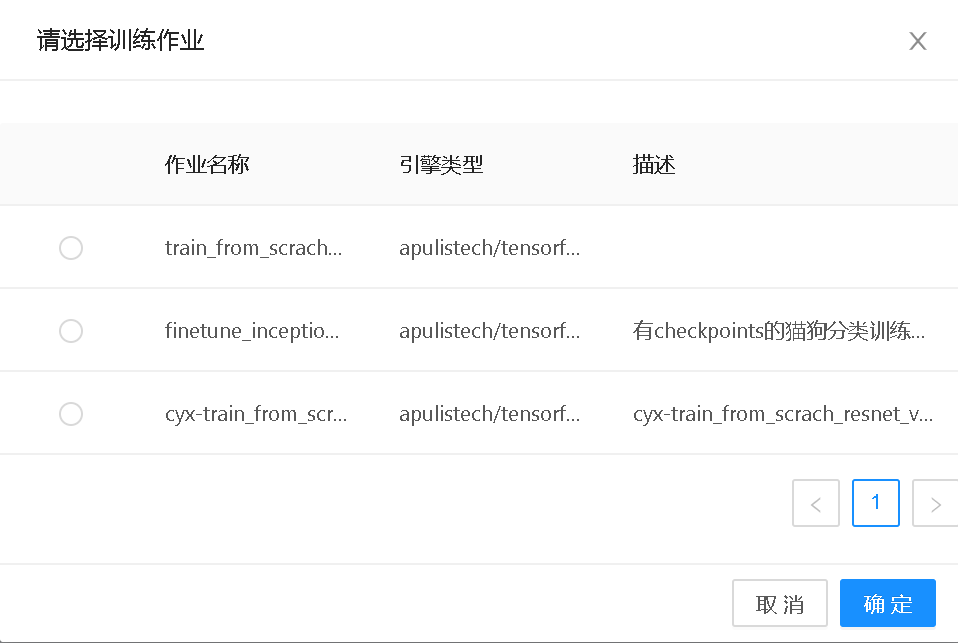 请选择训练作业
作业名称 引擎类型 描述
train_from_scrach... apulistech/tensorf...
finetune_inceptio... apulistech/tensorf... 有checkpoints的猫狗分类训练...
cyx-train_from_scr... apulistech/tensorf... cyx-train_from_scrach_resnet_v...
< 1 >
取 消 确 定